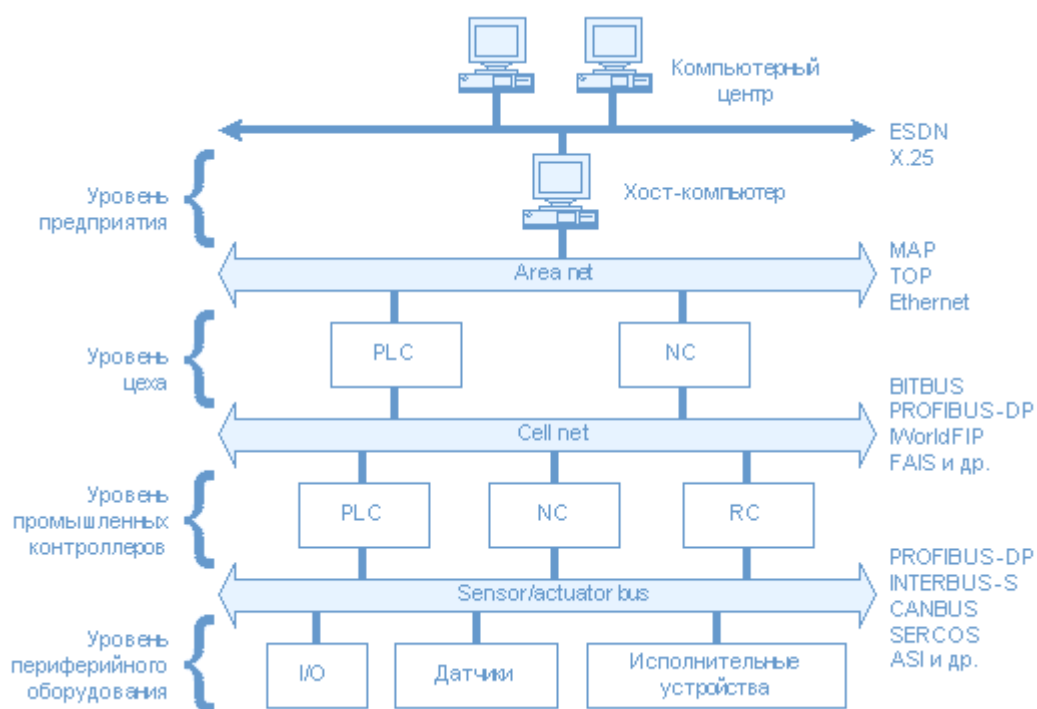 Компьютерный
центр
ESDN
X.25
Уровень
предприятия
Хост-компьютер
Area net
MAP
TOP
Ethernet
Уровень
цеха
PLC
NC
Cell net
BITBUS
PROFIBUS-DP
WorldFIP
FAIS и др.
Уровень
промышленных
контроллеров
PLC
NC
RC
Sensor/actuator bus
PROFIBUS-DP
INTERBUS-S
CANBUS
SERCOS
ASI и др.
Уровень
периферийного
оборудования
I/O
Датчики
Исполнительные
устройства